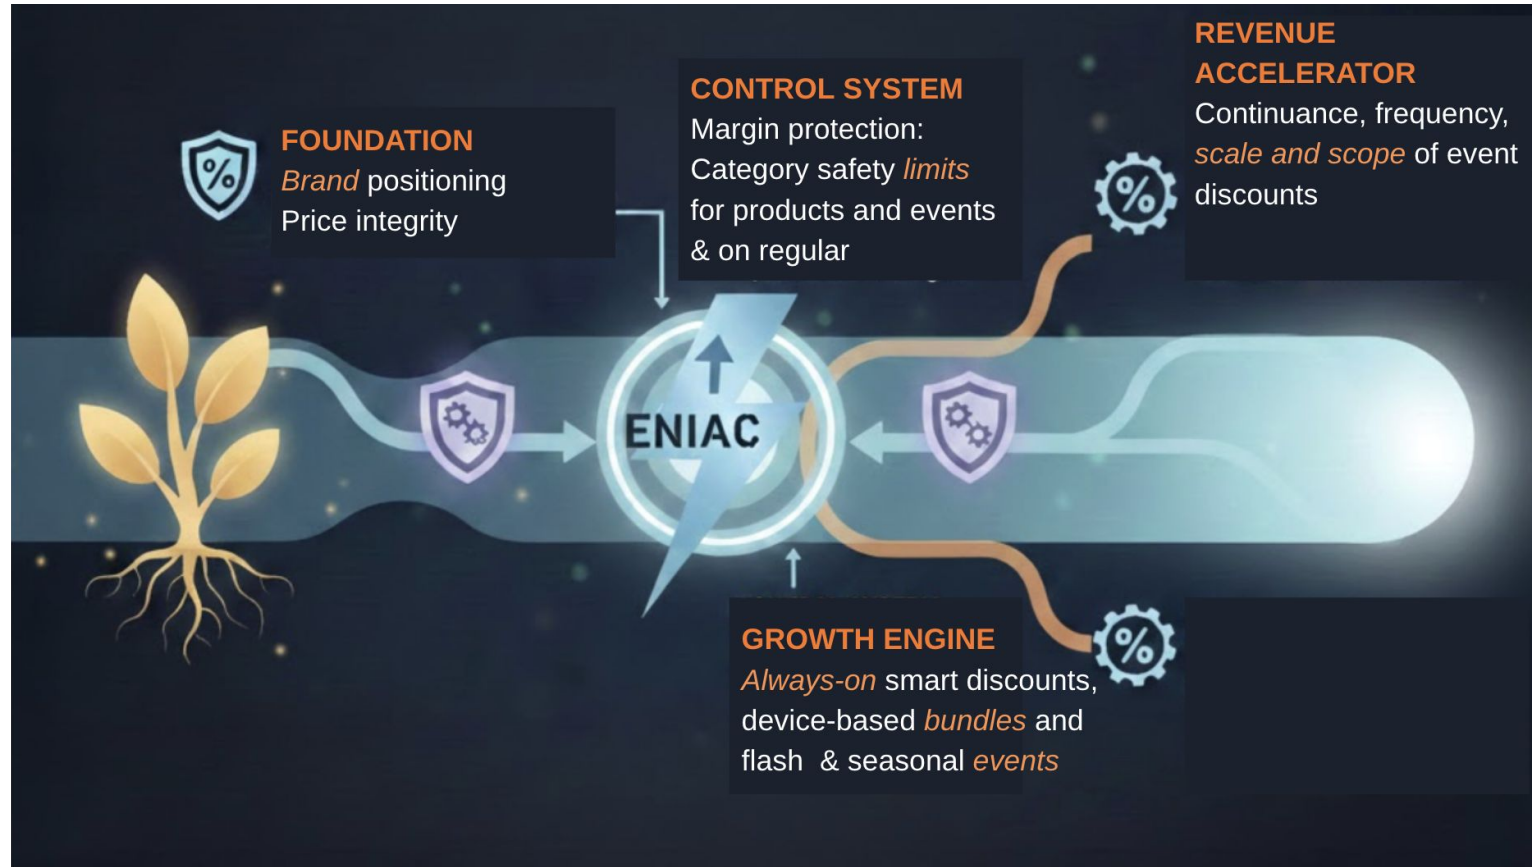 FOUNDATION
Brand positioning
Price integrity
CONTROL SYSTEM
Margin protection:
Category safety limits
for products and events
& on regular
REVENUE
ACCELERATOR
Continuance, frequency,
scale and scope of event
discounts
%
%
ENIAC
GROWTH ENGINE
Always-on smart discounts,
device-based bundles and
flash  & seasonal events
%